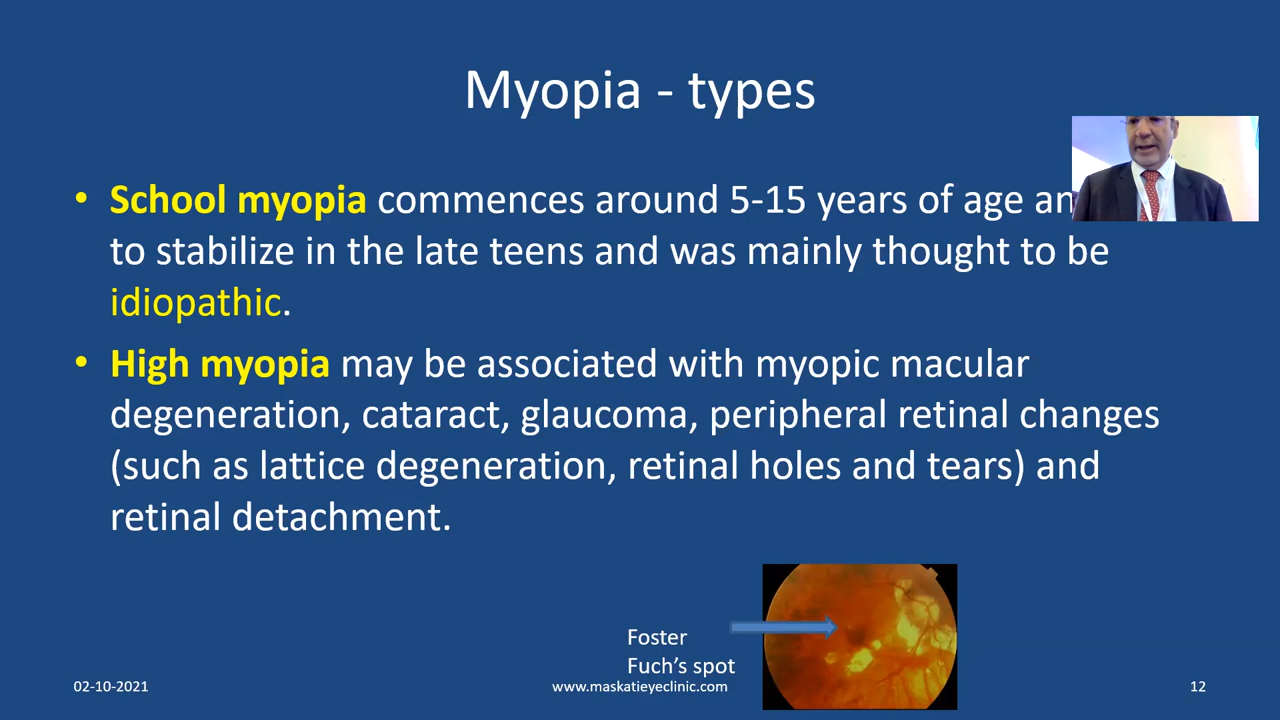 Myopia - types
• School myopia commences around 5-15 years of age
to stabilize in the late teens and was mainly thought to be
idiopathic.
• High myopia may be associated with myopic macular
degeneration, cataract, glaucoma, peripheral retinal changes
(such as lattice degeneration, retinal holes and tears) and
retinal detachment.
Foster
Fuch's spot
02-10-2021
www.maskatieyeclinic.com
12